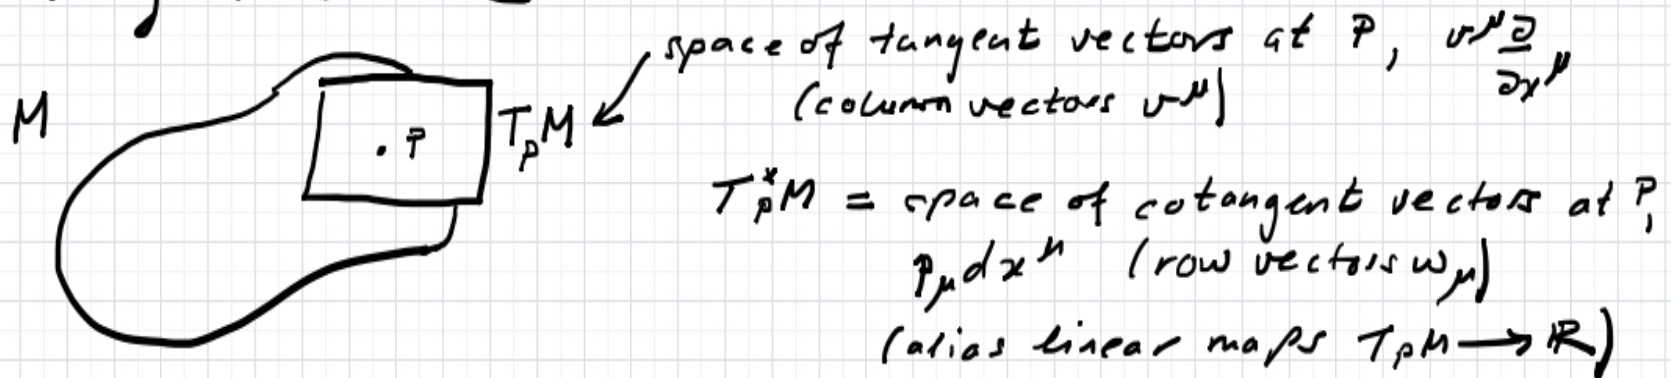 space of tangent vectors at P, v^μ ∂/∂x^μ
M
T_pM
(column vectors v^μ)
P
T*_pM = space of cotangent vectors at P,
p_μ dx^μ (row vectors w_μ)
(alias linear maps T_pM → ℝ)